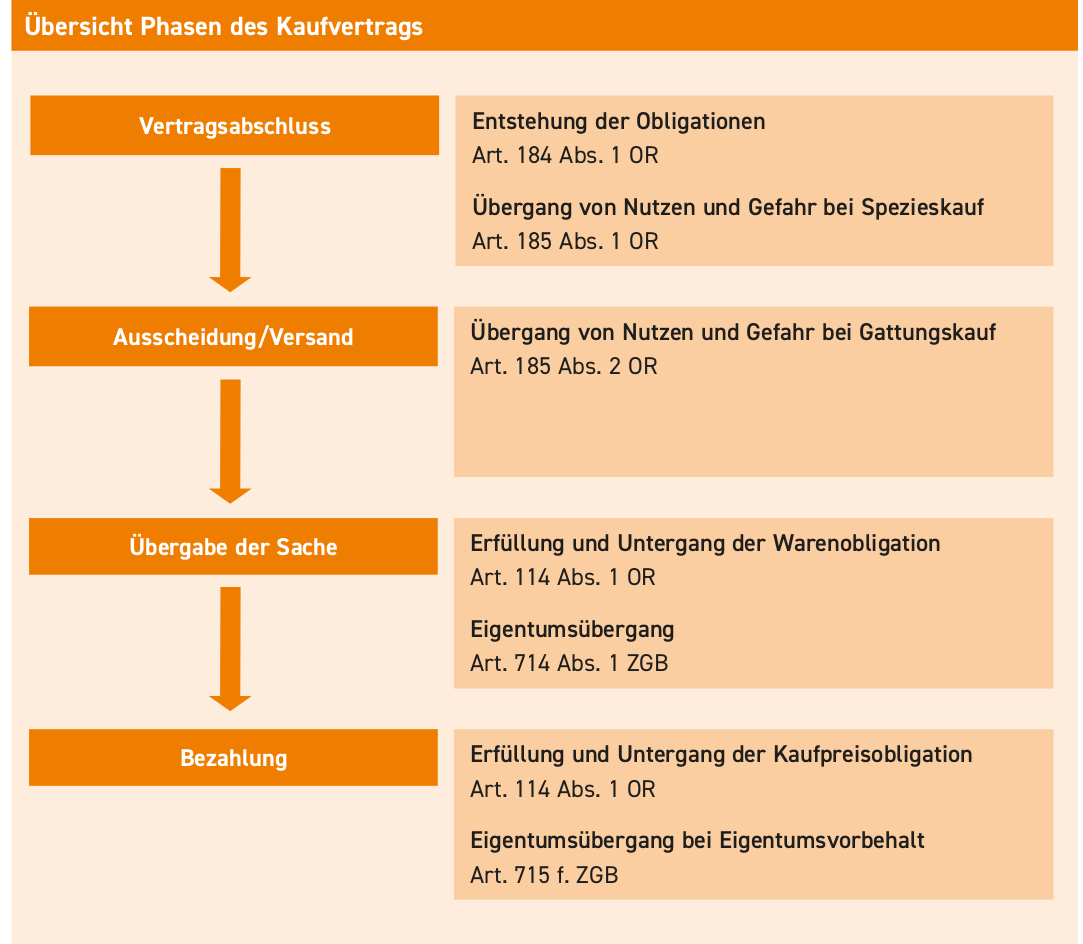 Übersicht Phasen des Kaufvertrags
Vertragsabschluss
Entstehung der Obligationen
Art. 184 Abs. 1 OR
Übergang von Nutzen und Gefahr bei Spezieskauf
Art. 185 Abs. 1 OR
Ausscheidung/Versand
Übergang von Nutzen und Gefahr bei Gattungskauf
Art. 185 Abs. 2 OR
Übergabe der Sache
Erfüllung und Untergang der Warenobligation
Art. 114 Abs. 1 OR
Eigentumsübergang
Art. 714 Abs. 1 ZGB
Bezahlung
Erfüllung und Untergang der Kaufpreisobligation
Art. 114 Abs. 1 OR
Eigentumsübergang bei Eigentumsvorbehalt
Art. 715 f. ZGB